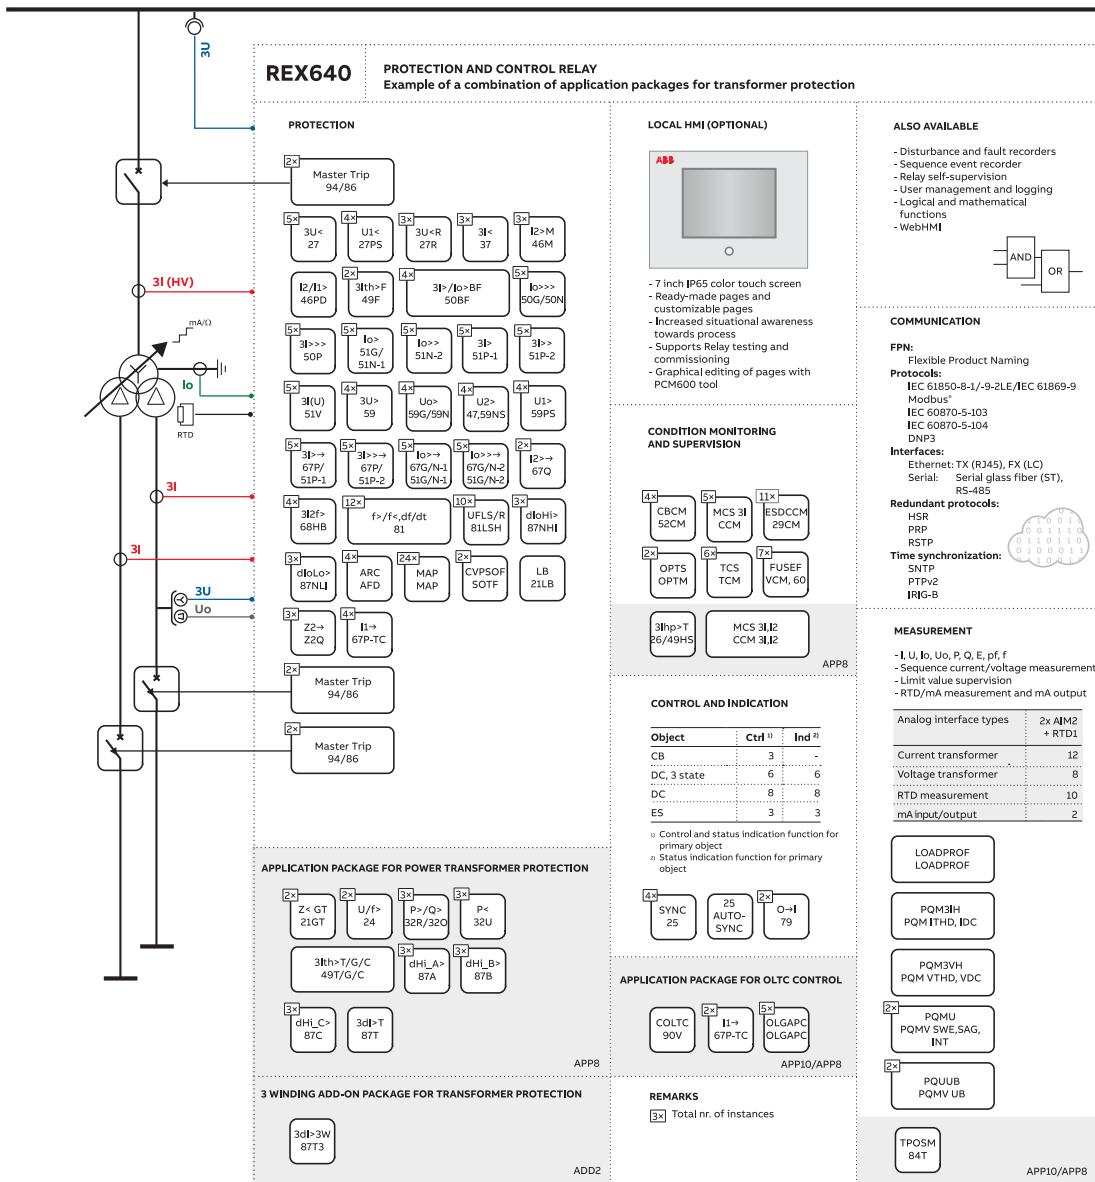 3U
REX640
PROTECTION AND CONTROL RELAY
Example of a combination of application packages for transformer protection
PROTECTION
2×
Master Trip
94/86
5×
3U<
27
4×
U1<
27PS
3×
3U<R
27R
3×
3I<
37
3×
I2>M
46M
I2/I1>
46PD
2×
3Ith>F
49F
4×
3I>/Io>BF
50BF
5×
Io>>>
50G/50N
5×
3I>>>
50P
5×
Io>
51G/
51N-1
5×
Io>>
51N-2
5×
3I>
51P-1
5×
3I>>
51P-2
5×
3I(U)
51V
4×
3U>
59
4×
Uo>
59G/59N
4×
U2>
47,59NS
4×
U1>
59PS
5×
3I>→
67P/
51P-1
5×
3I>>→
67P/
51P-2
5×
Io>→
67G/N-1
51G/N-1
5×
Io>>→
67G/N-2
51G/N-2
2×
I2>→
67Q
4×
3I2f>
68HB
12×
f>/f<,df/dt
81
10×
UFLS/R
81LSH
3×
dIoHi>
87NHI
3×
dIoLo>
87NLI
4×
ARC
AFD
24×
MAP
MAP
2×
CVPSOF
SOTF
LB
21LB
3×
Z2→
Z2Q
4×
I1→
67P-TC
2×
Master Trip
94/86
2×
Master Trip
94/86
3I (HV)
mA/Ω
Io
RTD
3I
3I
3U
Uo
APPLICATION PACKAGE FOR POWER TRANSFORMER PROTECTION
2×
Z< GT
21GT
2×
U/f>
24
3×
P>/Q>
32R/32O
3×
P<
32U
3Ith>T/G/C
49T/G/C
3×
dHi_A>
87A
3×
dHi_B>
87B
3×
dHi_C>
87C
3dI>T
87T
APP8
3 WINDING ADD-ON PACKAGE FOR TRANSFORMER PROTECTION
3dI>3W
87T3
ADD2
LOCAL HMI (OPTIONAL)
ABB
- 7 inch IP65 color touch screen
- Ready-made pages and
customizable pages
- Increased situational awareness
towards process
- Supports Relay testing and
commissioning
- Graphical editing of pages with
PCM600 tool
CONDITION MONITORING
AND SUPERVISION
4×
CBCM
52CM
5×
MCS 3I
CCM
11×
ESDCCM
29CM
2×
OPTS
OPTM
6×
TCS
TCM
7×
FUSEF
VCM, 60
3Ihp>T
26/49HS
MCS 3I,I2
CCM 3I,I2
APP8
CONTROL AND INDICATION
Object Ctrl 1) Ind 2)
CB 3 -
DC, 3 state 6 6
DC 8 8
ES 3 3
1) Control and status indication function for
primary object
2) Status indication function for primary
object
4×
SYNC
25
25
AUTO-
SYNC
2×
O→I
79
APPLICATION PACKAGE FOR OLTC CONTROL
COLTC
90V
2×
I1→
67P-TC
5×
OLGAPC
OLGAPC
APP10/APP8
REMARKS
3× Total nr. of instances
ALSO AVAILABLE
- Disturbance and fault recorders
- Sequence event recorder
- Relay self-supervision
- User management and logging
- Logical and mathematical
functions
- WebHMI
AND
OR
COMMUNICATION
FPN:
Flexible Product Naming
Protocols:
IEC 61850-8-1/-9-2LE/IEC 61869-9
Modbus®
IEC 60870-5-103
IEC 60870-5-104
DNP3
Interfaces:
Ethernet: TX (RJ45), FX (LC)
Serial: Serial glass fiber (ST),
RS-485
Redundant protocols:
HSR
PRP
RSTP
Time synchronization:
SNTP
PTPv2
IRIG-B
MEASUREMENT
- I, U, Io, Uo, P, Q, E, pf, f
- Sequence current/voltage measurement
- Limit value supervision
- RTD/mA measurement and mA output
Analog interface types 2x AIM2
+ RTD1
Current transformer 12
Voltage transformer 8
RTD measurement 10
mA input/output 2
LOADPROF
LOADPROF
PQM3IH
PQM ITHD, IDC
PQM3VH
PQM VTHD, VDC
2×
PQMU
PQMV SWE,SAG,
INT
2×
PQUUB
PQMV UB
TPOSM
84T
APP10/APP8